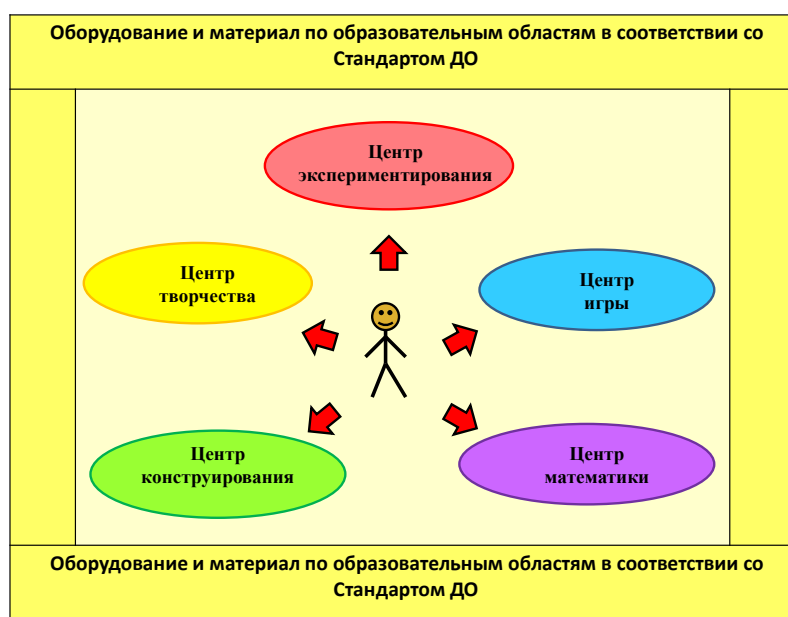 Оборудование и материал по образовательным областям в соответствии со
Стандартом ДО
Центр
экспериментирования
Центр
творчества
Центр
игры
Центр
конструирования
Центр
математики
Оборудование и материал по образовательным областям в соответствии со
Стандартом ДО